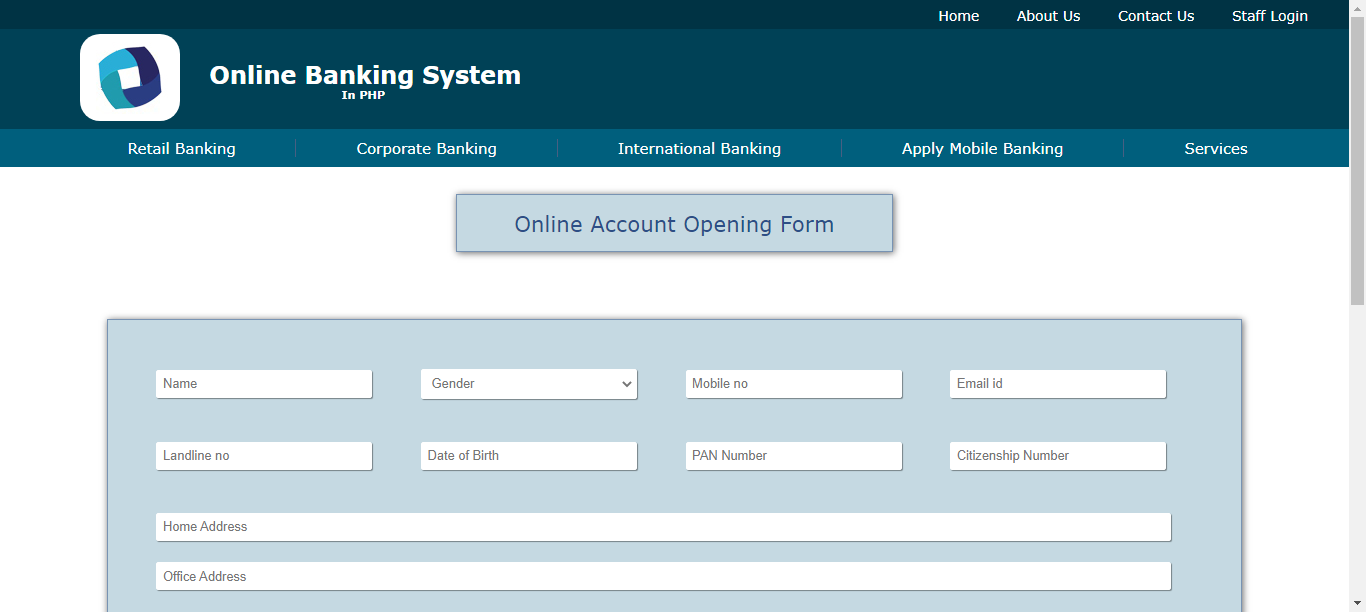 Home About Us Contact Us Staff Login
Online Banking System
In PHP
Retail Banking Corporate Banking International Banking Apply Mobile Banking Services
Online Account Opening Form
Name Gender Mobile no Email id
Landline no Date of Birth PAN Number Citizenship Number
Home Address
Office Address